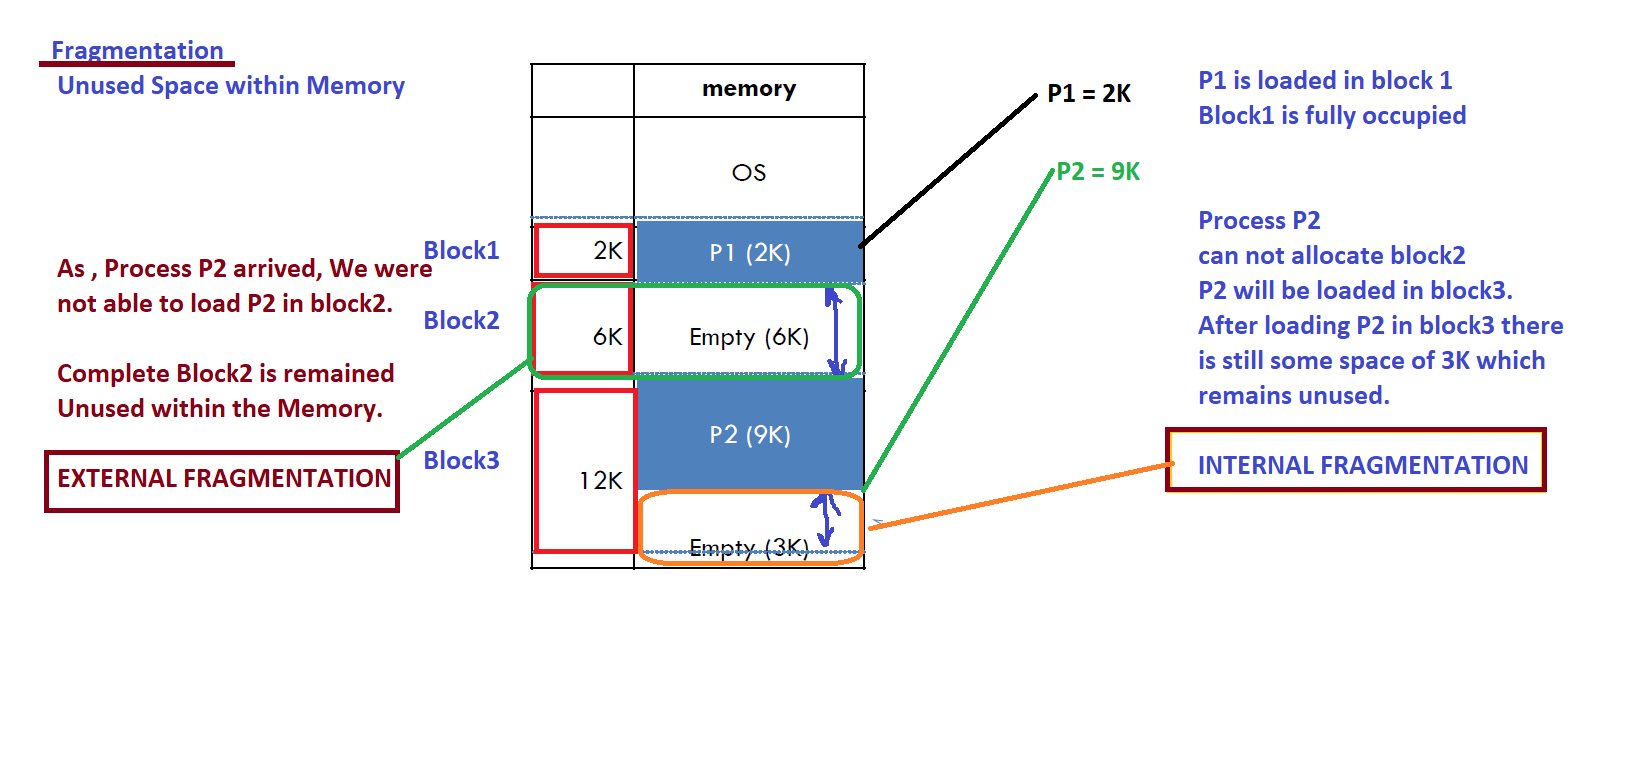 Fragmentation
Unused Space within Memory
memory
OS
Block1
2K
P1 (2K)
Block2
6K
Empty (6K)
Block3
12K
P2 (9K)
Empty (3K)
As , Process P2 arrived, We were
not able to load P2 in block2.
Complete Block2 is remained
Unused within the Memory.
EXTERNAL FRAGMENTATION
P1 = 2K
P2 = 9K
P1 is loaded in block 1
Block1 is fully occupied
Process P2
can not allocate block2
P2 will be loaded in block3.
After loading P2 in block3 there
is still some space of 3K which
remains unused.
INTERNAL FRAGMENTATION